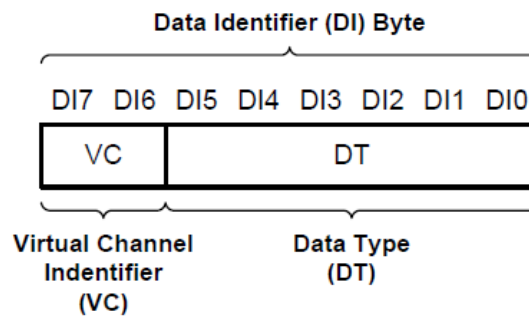 Data Identifier (DI) Byte
DI7 DI6 DI5 DI4 DI3 DI2 DI1 DI0
VC DT
Virtual Channel
Indentifier
(VC)
Data Type
(DT)